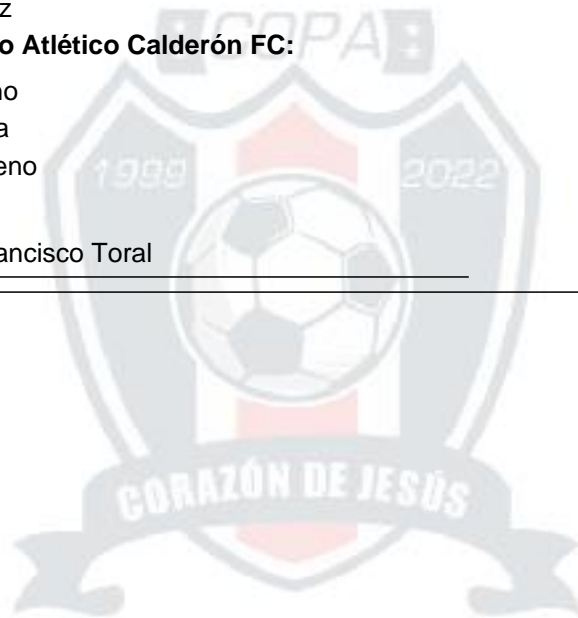 z
o Atlético Calderón FC:
COPA
no
a
eno
1999 2022
ancisco Toral
CORAZÓN DE JESÚS